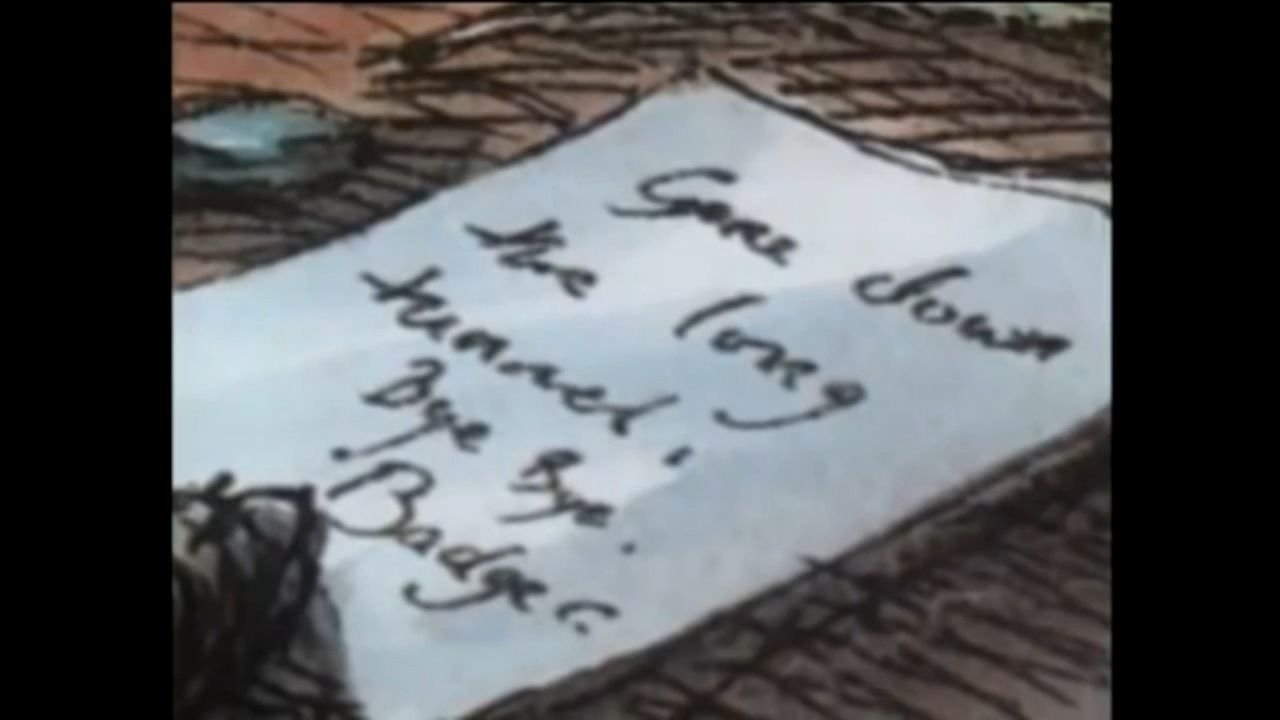 Gone down
the long
tunnel.
Bye Bye.
Badger.